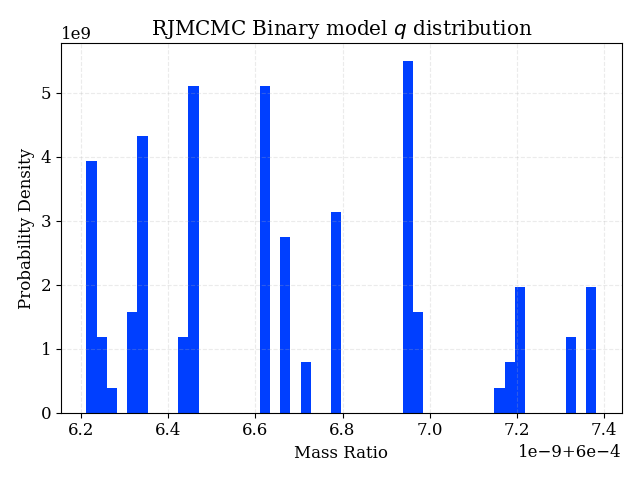 RJMCMC Binary model q distribution
1e9
5
4
3
2
1
0
Probability Density
6.2 6.4 6.6 6.8 7.0 7.2 7.4
Mass Ratio
1e−9+6e−4